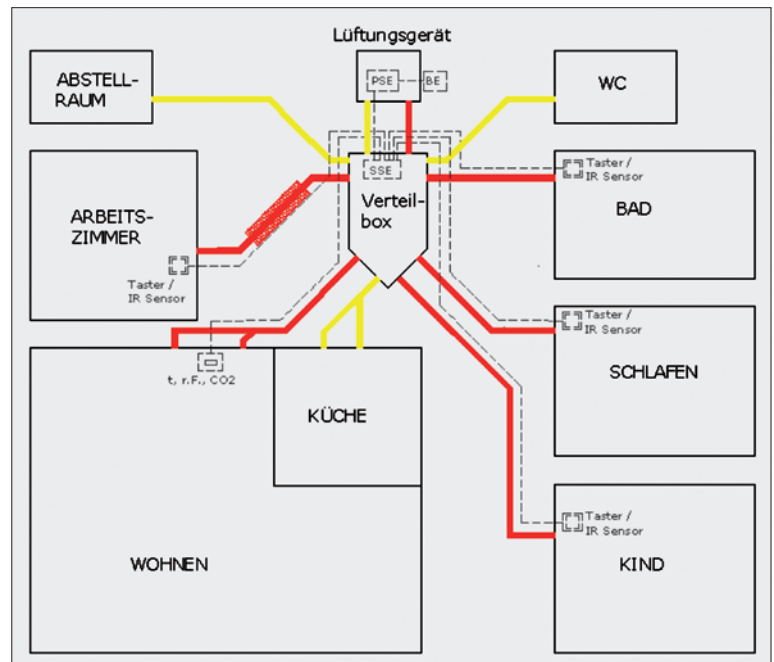 Lüftungsgerät
PSE
BE
ABSTELL-
RAUM
WC
SSE
Verteil-
box
ARBEITS-
ZIMMER
Taster /
IR Sensor
Taster /
IR Sensor
BAD
Taster /
IR Sensor
SCHLAFEN
t, r.F., CO2
KÜCHE
WOHNEN
Taster /
IR Sensor
KIND